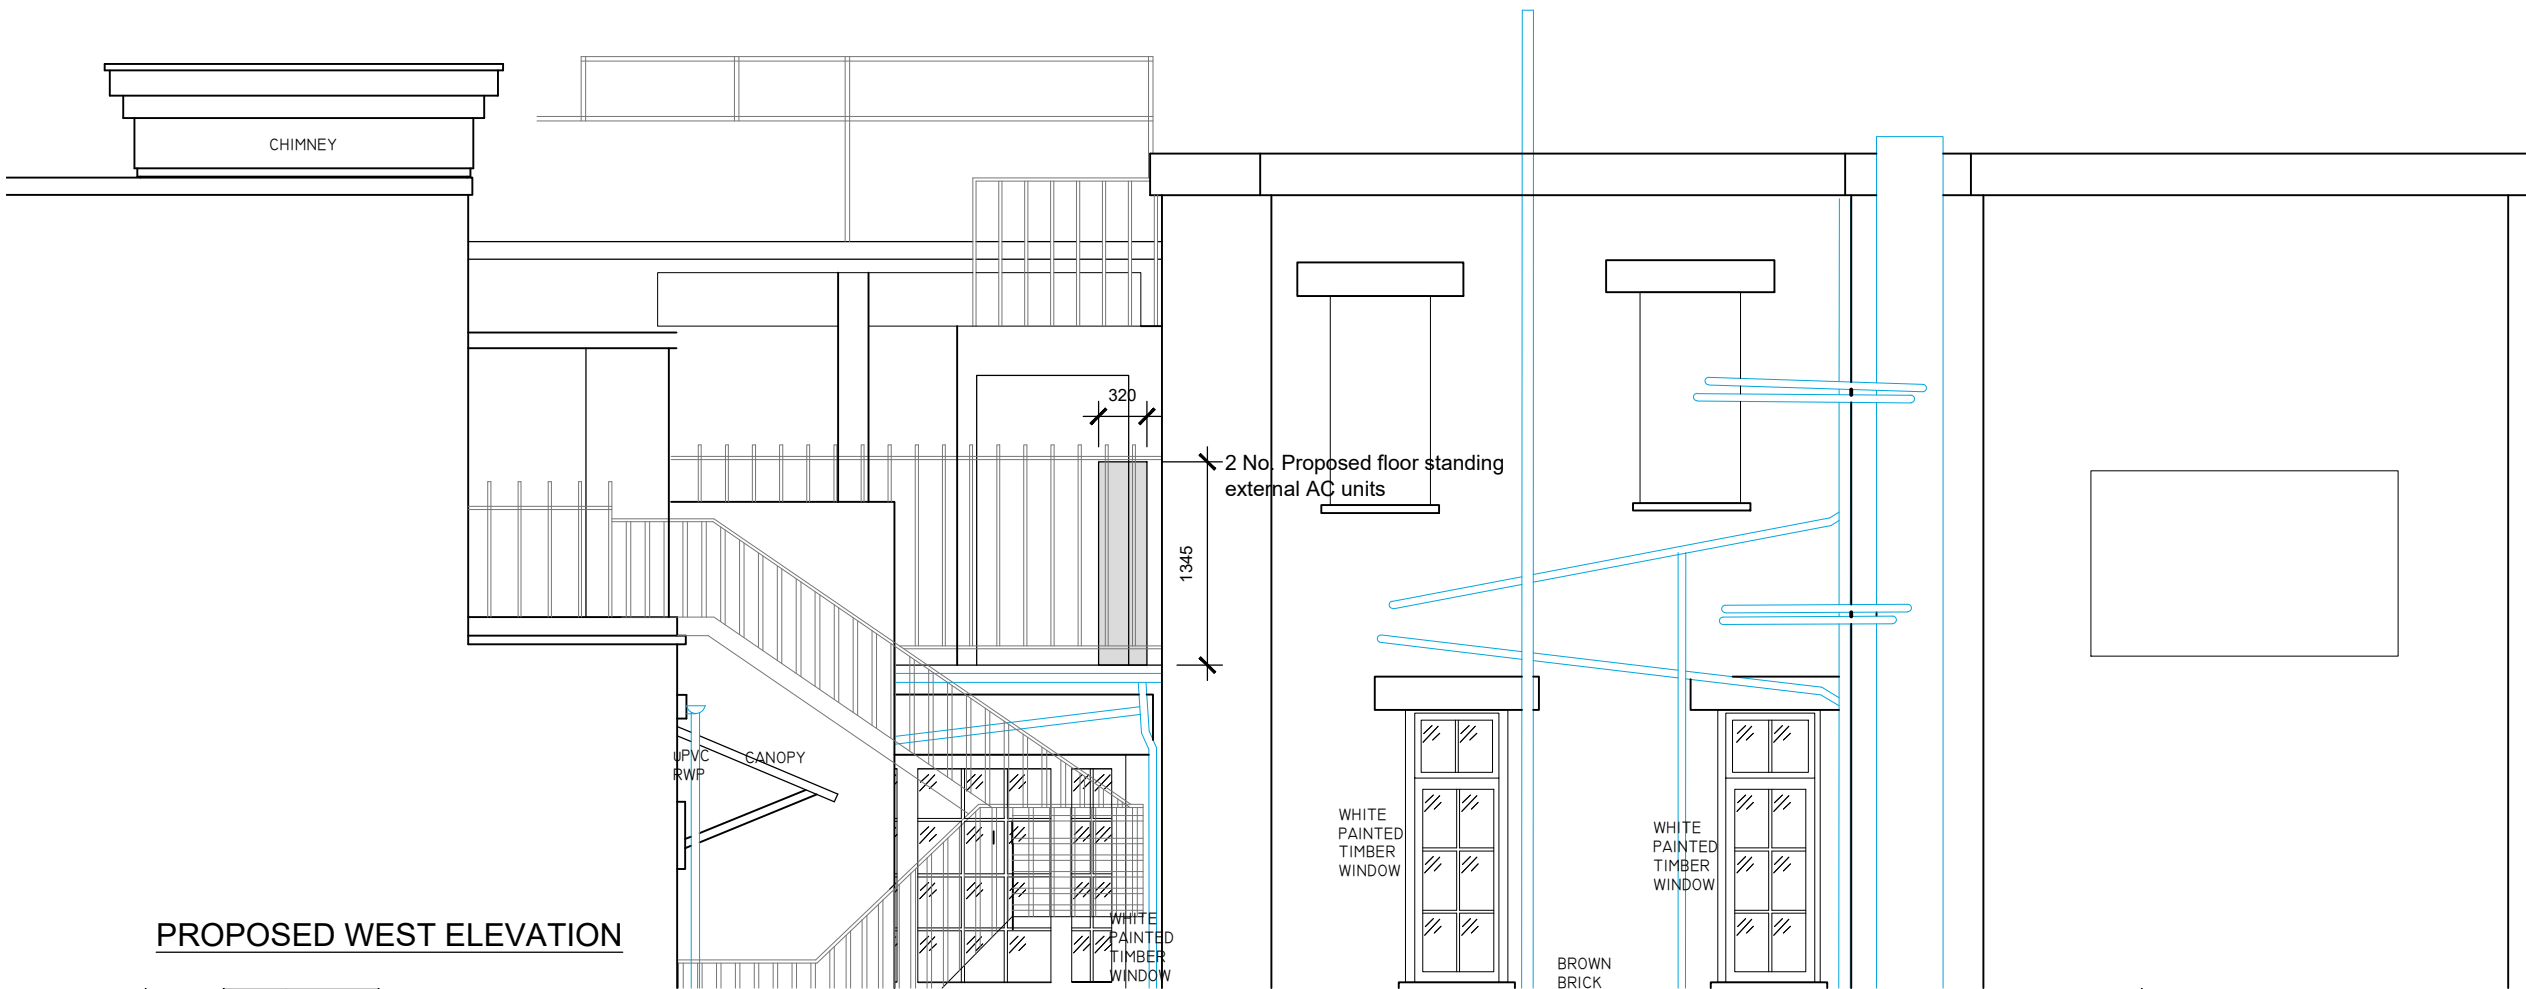 CHIMNEY
320
2 No. Proposed floor standing
external AC units
1345
UPVC
RWP
CANOPY
WHITE
PAINTED
TIMBER
WINDOW
WHITE
PAINTED
TIMBER
WINDOW
WHITE
PAINTED
TIMBER
WINDOW
BROWN
BRICK
PROPOSED WEST ELEVATION